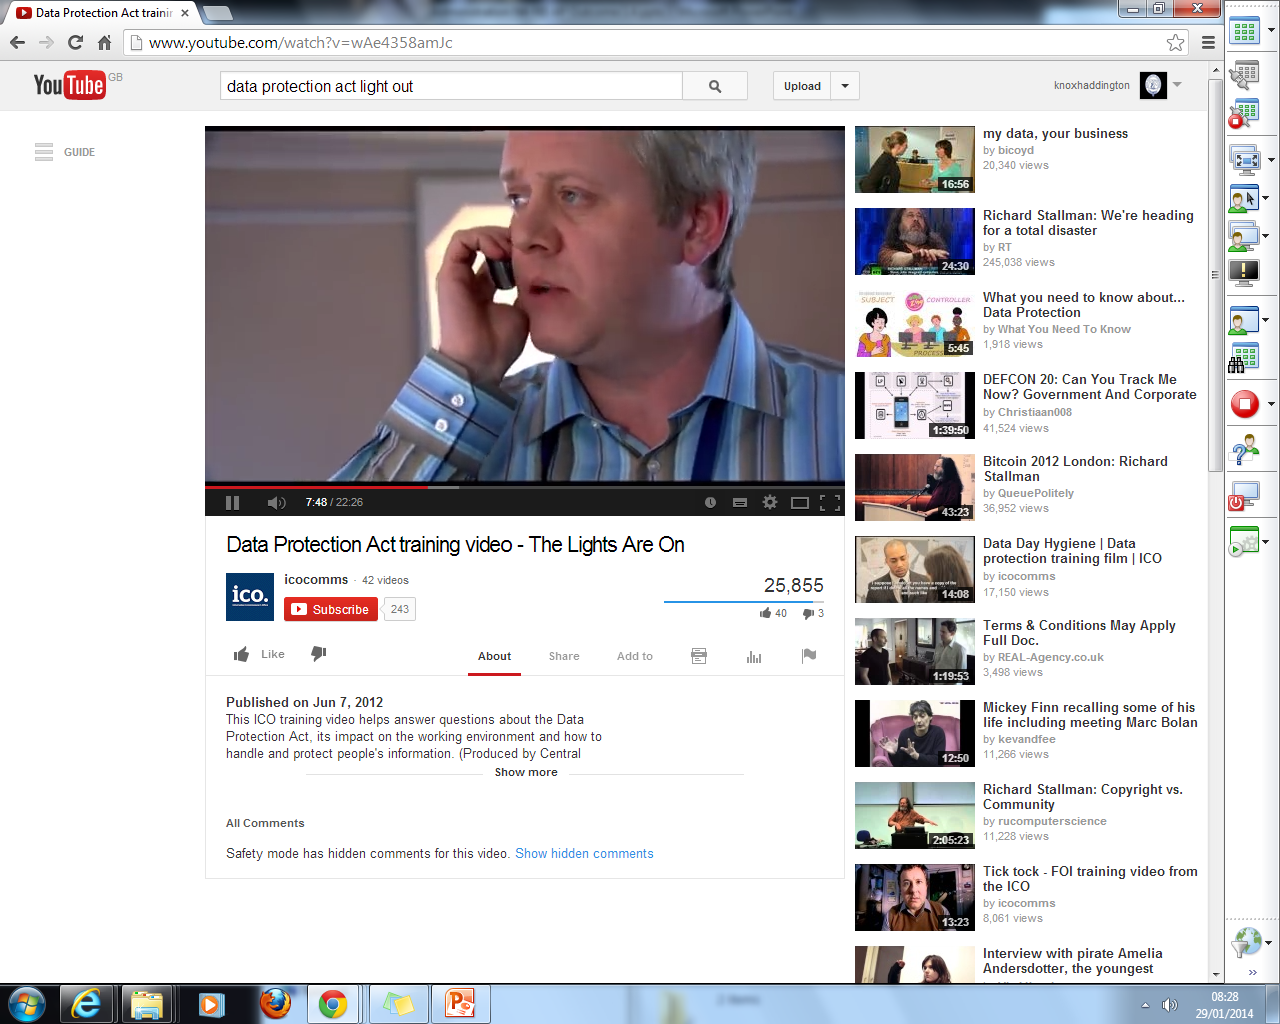 Data Protection Act trainin
www.youtube.com/watch?v=wAe4358amJc
YouTube GB
data protection act light out
Upload
knoxhaddington
GUIDE
7:48 / 22:26
Data Protection Act training video - The Lights Are On
ico.
icocomms · 42 videos
Subscribe 243
25,855
40 3
Like
About Share Add to
Published on Jun 7, 2012
This ICO training video helps answer questions about the Data
Protection Act, its impact on the working environment and how to
handle and protect people's information. (Produced by Central
Show more
All Comments
Safety mode has hidden comments for this video. Show hidden comments
16:56
my data, your business
by bicoyd
20,340 views
24:30
Richard Stallman: We're heading
for a total disaster
by RT
245,038 views
SUBJECT CONTROLLER
PROCESS
5:45
What you need to know about...
Data Protection
by What You Need To Know
1,918 views
1:39:50
DEFCON 20: Can You Track Me
Now? Government And Corporate
by Christiaan008
41,524 views
43:23
Bitcoin 2012 London: Richard
Stallman
by QueuePolitely
36,952 views
14:08
Data Day Hygiene | Data
protection training film | ICO
by icocomms
17,150 views
1:19:53
Terms & Conditions May Apply
Full Doc.
by REAL-Agency.co.uk
3,498 views
12:50
Mickey Finn recalling some of his
life including meeting Marc Bolan
by kevandfee
11,266 views
2:05:23
Richard Stallman: Copyright vs.
Community
by rucomputerscience
11,228 views
13:23
Tick tock - FOI training video from
the ICO
by icocomms
8,061 views
Interview with pirate Amelia
Andersdotter, the youngest
08:28
29/01/2014